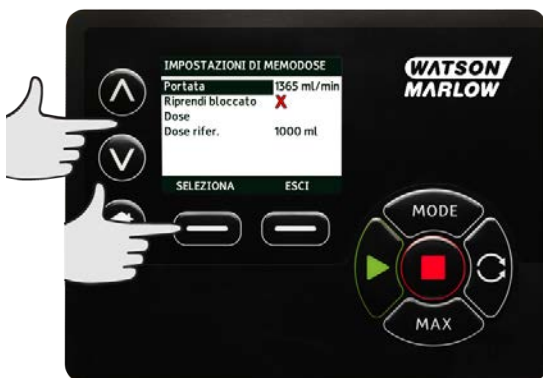 IMPOSTAZIONI DI MEMODOSE
Portata 1365 ml/min
Riprendi bloccato X
Dose
Dose rifer. 1000 ml
SELEZIONA ESCI
WATSON
MARLOW
MODE
MAX